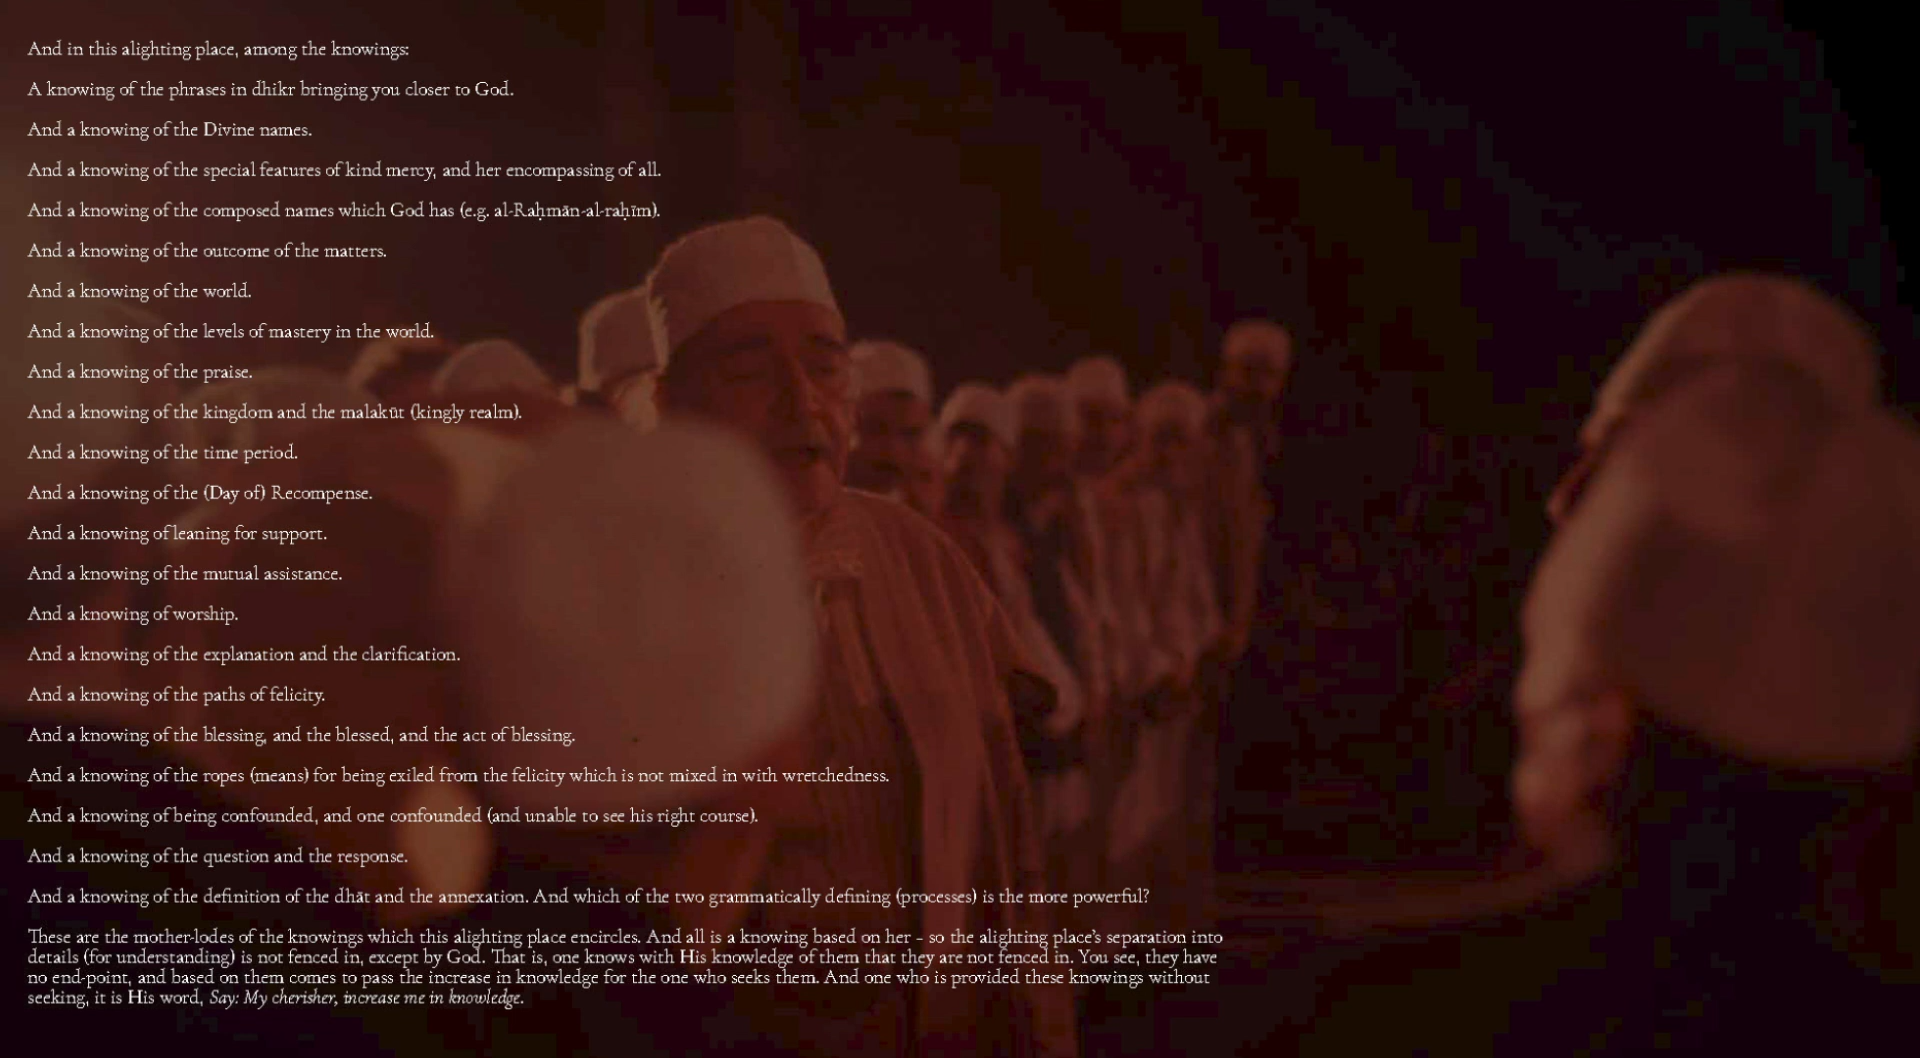 And in this alighting place, among the knowings:
A knowing of the phrases in dhikr bringing you closer to God.
And a knowing of the Divine names.
And a knowing of the special features of kind mercy, and her encompassing of all.
And a knowing of the composed names which God has (e.g. al-Raḥmān-al-raḥīm).
And a knowing of the outcome of the matters.
And a knowing of the world.
And a knowing of the levels of mastery in the world.
And a knowing of the praise.
And a knowing of the kingdom and the malakūt (kingly realm).
And a knowing of the time period.
And a knowing of the (Day of) Recompense.
And a knowing of leaning for support.
And a knowing of the mutual assistance.
And a knowing of worship.
And a knowing of the explanation and the clarification.
And a knowing of the paths of felicity.
And a knowing of the blessing, and the blessed, and the act of blessing.
And a knowing of the ropes (means) for being exiled from the felicity which is not mixed in with wretchedness.
And a knowing of being confounded, and one confounded (and unable to see his right course).
And a knowing of the question and the response.
And a knowing of the definition of the dhāt and the annexation. And which of the two grammatically defining (processes) is the more powerful?
These are the mother-lodes of the knowings which this alighting place encircles. And all is a knowing based on her – so the alighting place's separation into
details (for understanding) is not fenced in, except by God. That is, one knows with His knowledge of them that they are not fenced in. You see, they have
no end-point, and based on them comes to pass the increase in knowledge for the one who seeks them. And one who is provided these knowings without
seeking, it is His word, Say: My cherisher, increase me in knowledge.